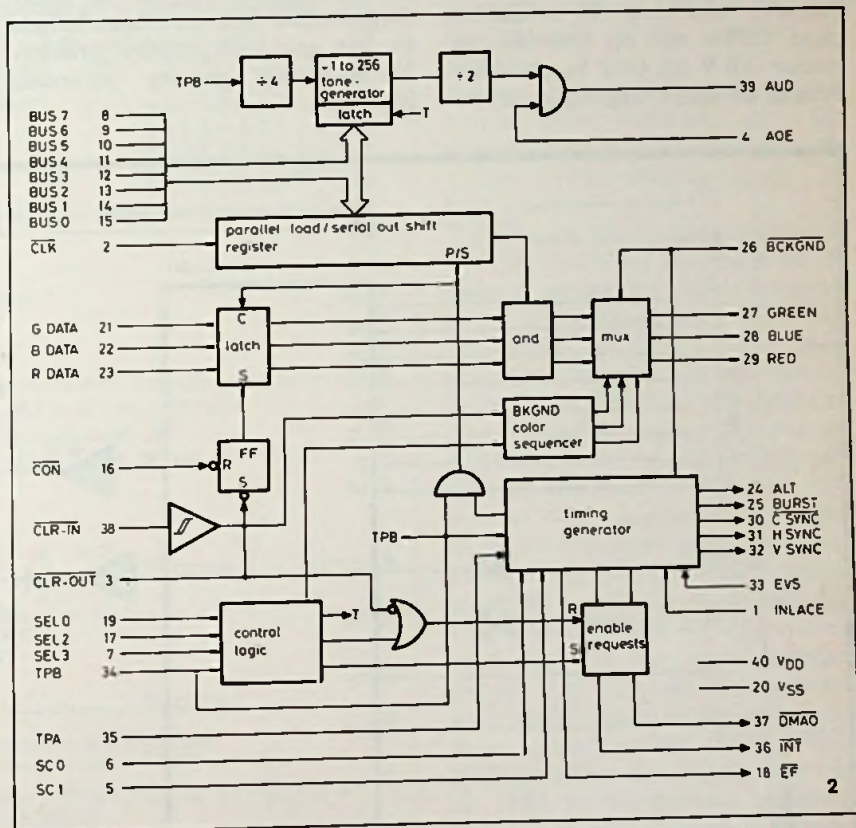 TPB
÷4
÷1 to 256
tone-
generator
latch
T
÷2
39 AUD
4 AOE
BUS 7 8
BUS 6 9
BUS 5 10
BUS 4 11
BUS 3 12
BUS 2 13
BUS 1 14
BUS 0 15
CLK 2
parallel load / serial out shift
register
P/S
26 BCKGND
G DATA 21
B DATA 22
R DATA 23
C
latch
S
and
mux
27 GREEN
28 BLUE
29 RED
BKGND
color
sequencer
CON 16
FF
R
S
CLR-IN 38
TPB
timing
generator
24 ALT
25 BURST
30 C SYNC
31 H SYNC
32 V SYNC
CLR-OUT 3
33 EVS
1 INLACE
SEL 0 19
SEL 2 17
SEL 3 7
TPB 34
control
logic
T
R
S
enable
requests
40 VDD
20 VSS
37 DMAO
36 INT
18 EF
TPA 35
SC 0 6
SC 1 5
2